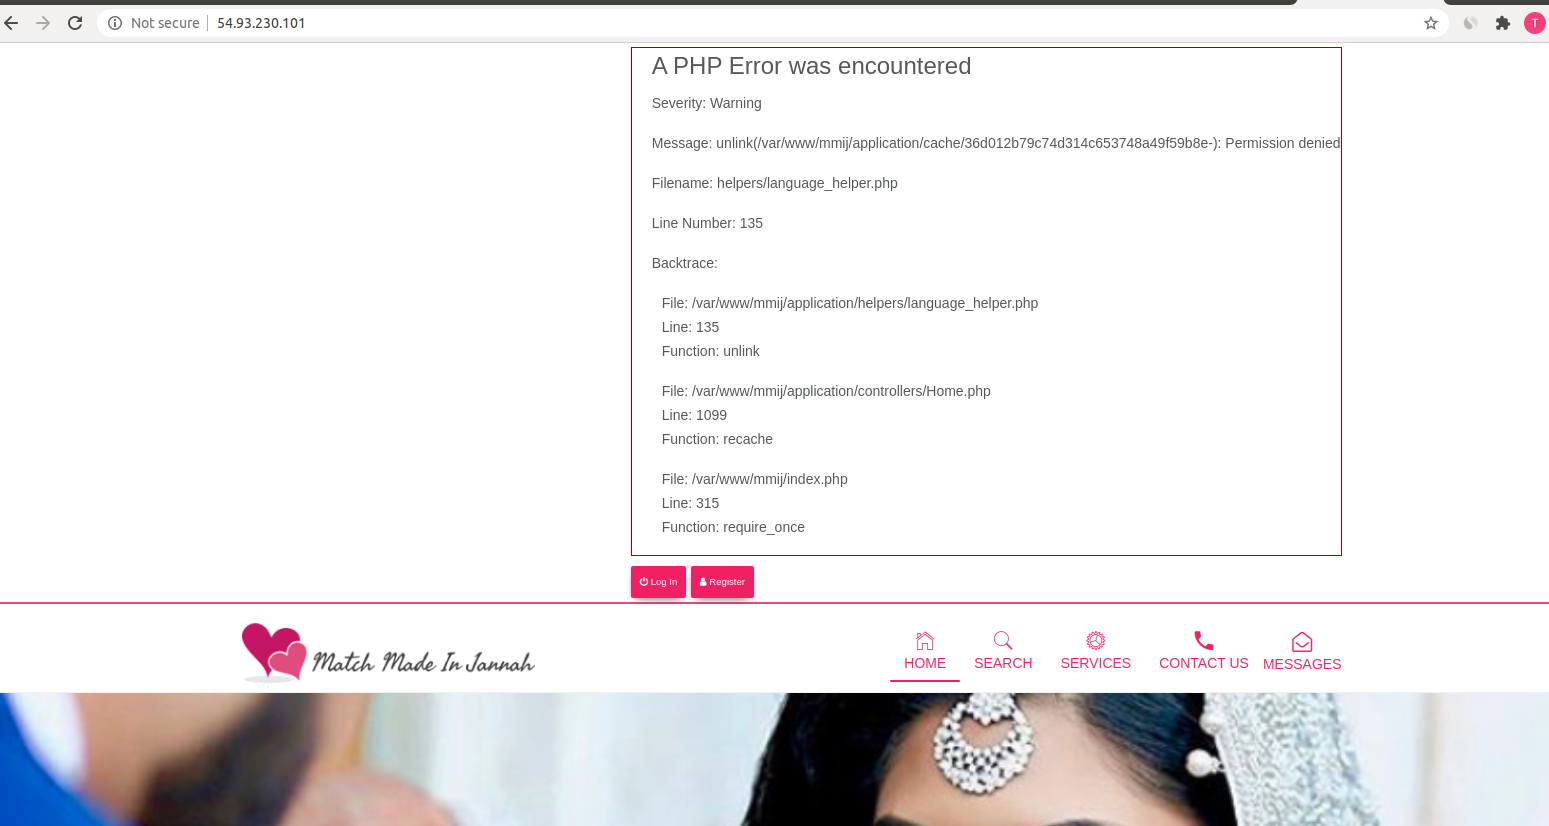 Not secure | 54.93.230.101
T
A PHP Error was encountered
Severity: Warning
Message: unlink(/var/www/mmij/application/cache/36d012b79c74d314c653748a49f59b8e-): Permission denied
Filename: helpers/language_helper.php
Line Number: 135
Backtrace:
File: /var/www/mmij/application/helpers/language_helper.php
Line: 135
Function: unlink
File: /var/www/mmij/application/controllers/Home.php
Line: 1099
Function: recache
File: /var/www/mmij/index.php
Line: 315
Function: require_once
Log In Register
Match Made In Jannah
HOME SEARCH SERVICES CONTACT US MESSAGES